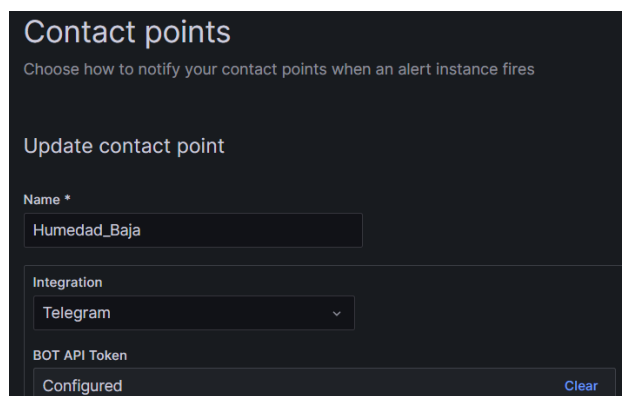 Contact points
Choose how to notify your contact points when an alert instance fires
Update contact point
Name *
Humedad_Baja
Integration
Telegram
BOT API Token
Configured Clear